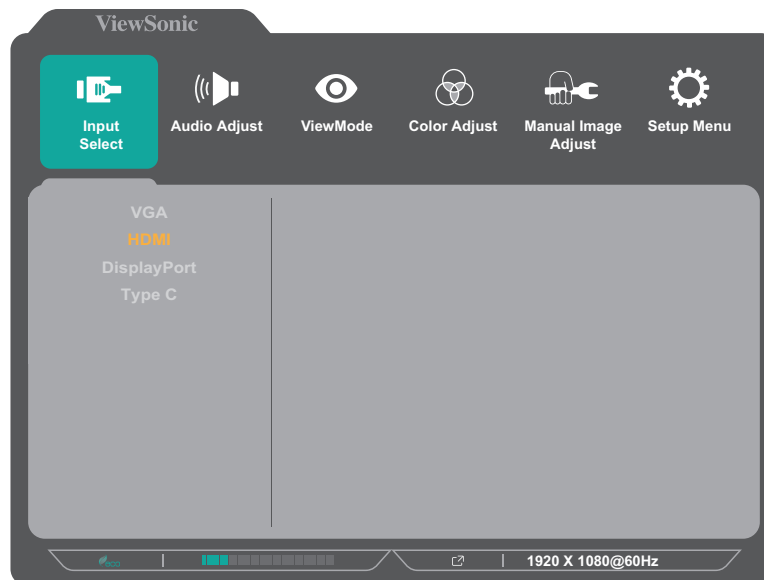 ViewSonic
Input Select
Audio Adjust
ViewMode
Color Adjust
Manual Image Adjust
Setup Menu
VGA
HDMI
DisplayPort
Type C
eco
1920 X 1080@60Hz